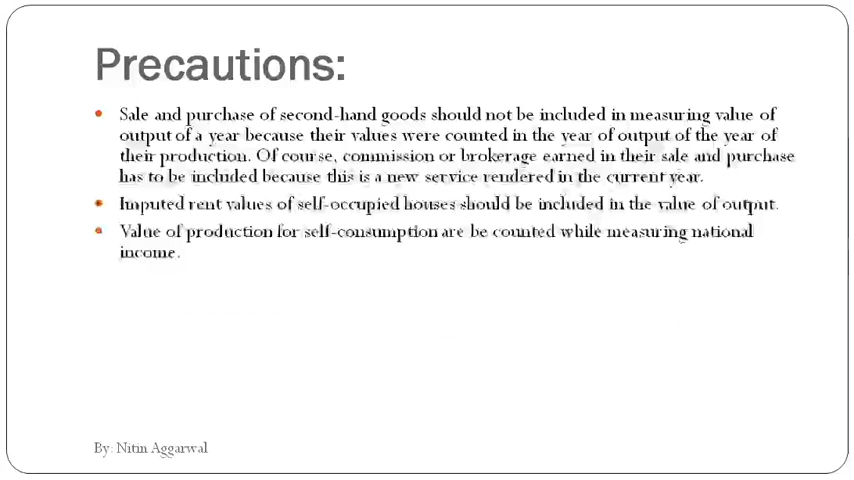 Precautions:
• Sale and purchase of second-hand goods should not be included in measuring value of
output of a year because their values were counted in the year of output of the year of
their production. Of course, commission or brokerage earned in their sale and purchase
has to be included because this is a new service rendered in the current year.
• Imputed rent values of self-occupied houses should be included in the value of output.
• Value of production for self-consumption are be counted while measuring national
income.
By: Nitin Aggarwal